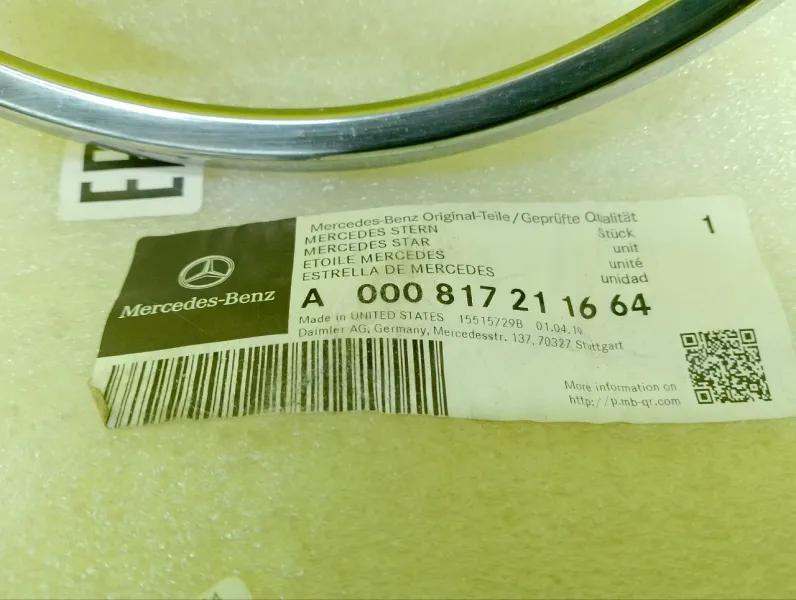 Mercedes-Benz Original-Teile/Geprüfte Qualität
MERCEDES STERN Stück 1
MERCEDES STAR unit
ETOILE MERCEDES unité
ESTRELLA DE MERCEDES unidad
A 000 817 21 16 64
Made in UNITED STATES 15515729B
Daimler AG, Germany, Mercedesstr. 137, 70327 Stuttgart
Mercedes-Benz
More information on
http://p.mb-qr.com